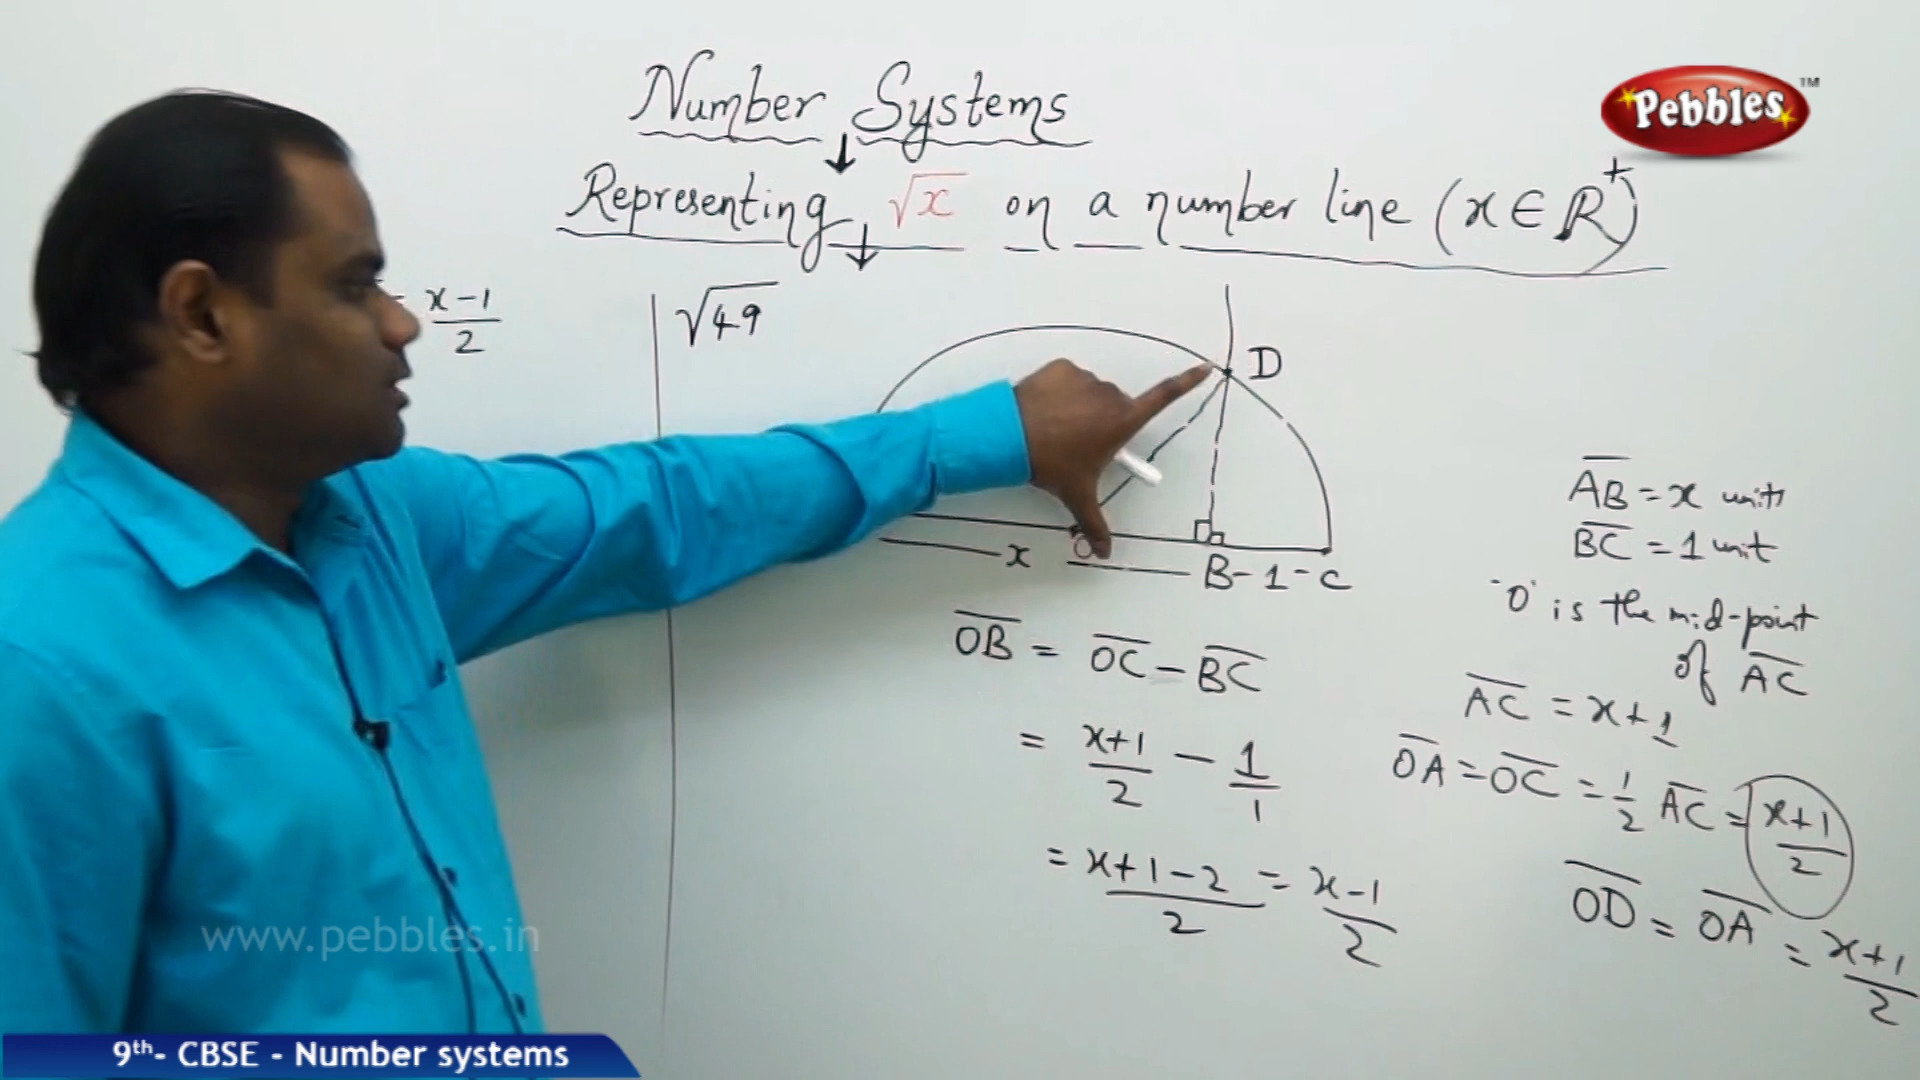 Number Systems
Pebbles™
Representing √x on a number line (x∈R⁺)
x-1
2
√49
D
x
O
B-1-C
AB = x units
BC = 1 unit
'O' is the mid-point
of AC
AC = x+1
OA = OC = 1/2 AC = x+1/2
OD = OA = x+1/2
OB = OC - BC
= x+1/2 - 1/1
= x+1-2/2 = x-1/2
www.pebbles.in
9th- CBSE - Number systems